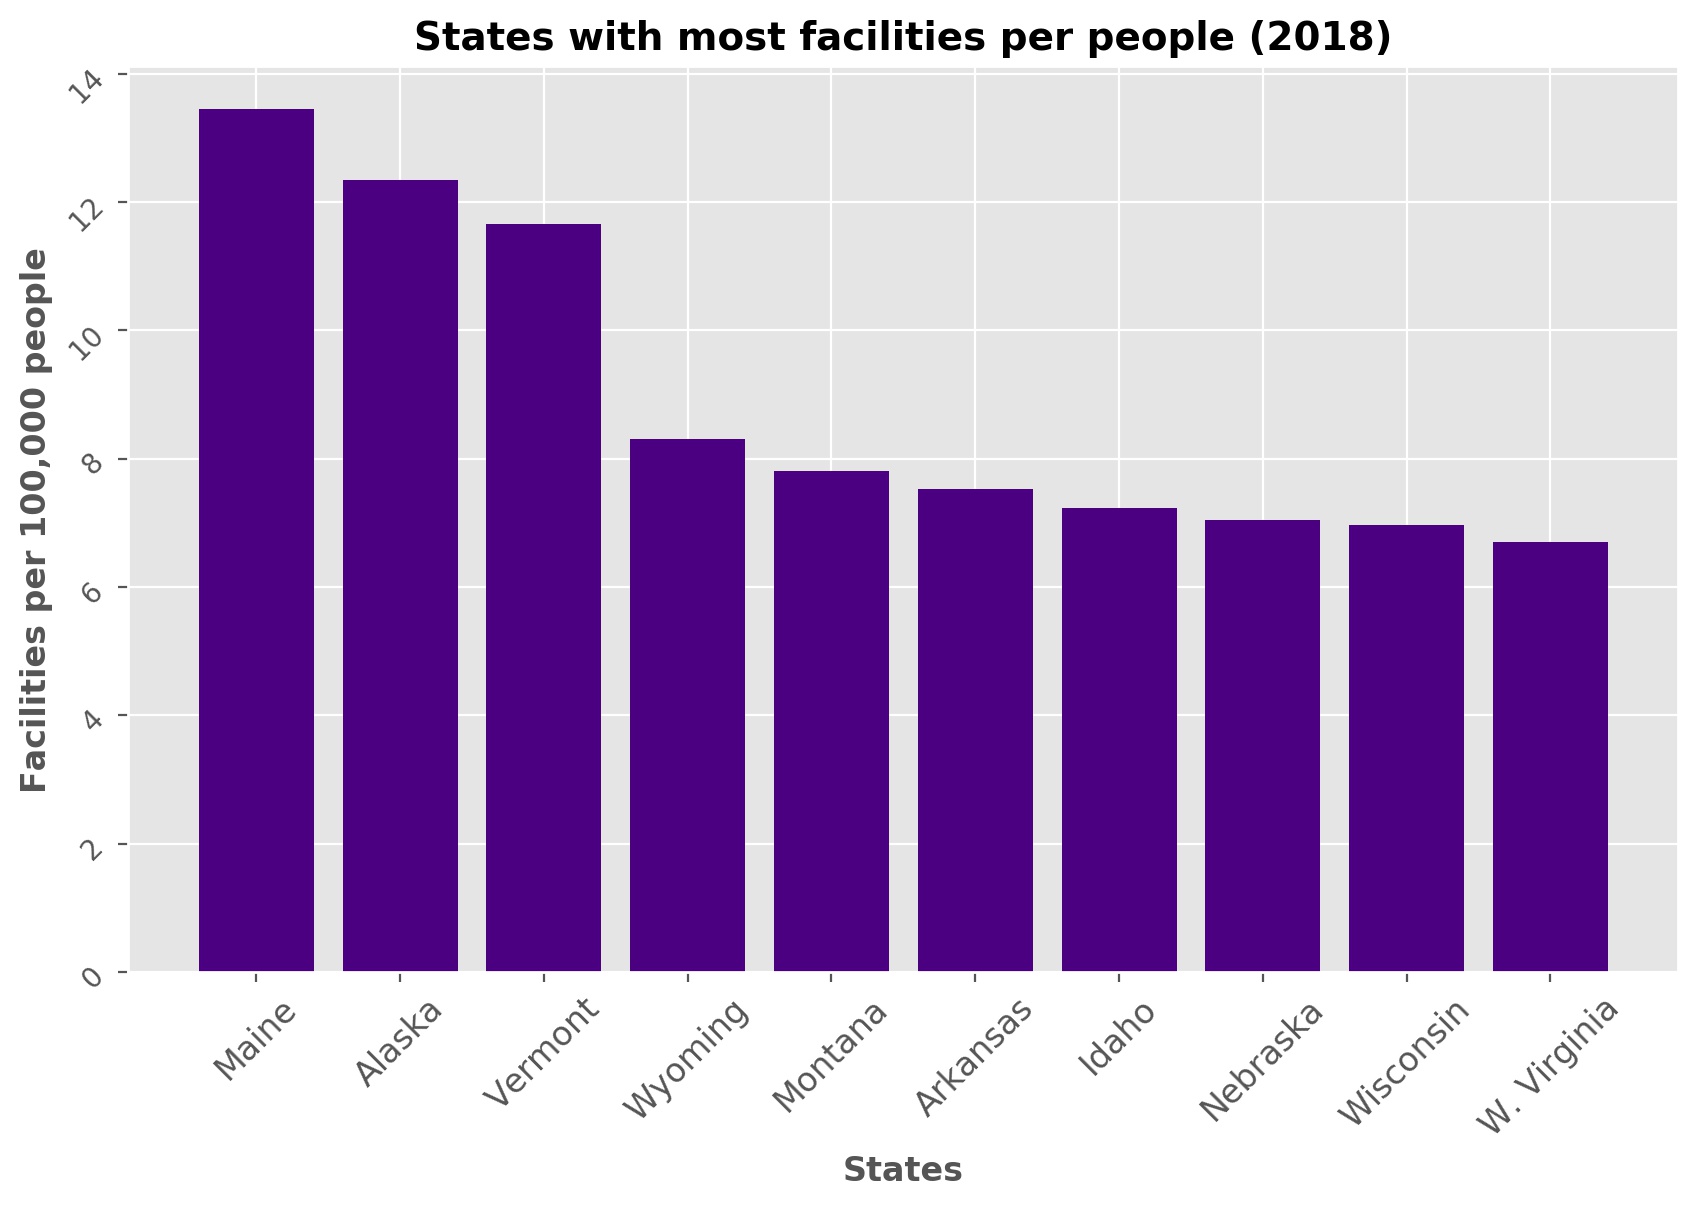 States with most facilities per people (2018)
Facilities per 100,000 people
14
12
10
8
6
4
2
0
Maine
Alaska
Vermont
Wyoming
Montana
Arkansas
Idaho
Nebraska
Wisconsin
W. Virginia
States